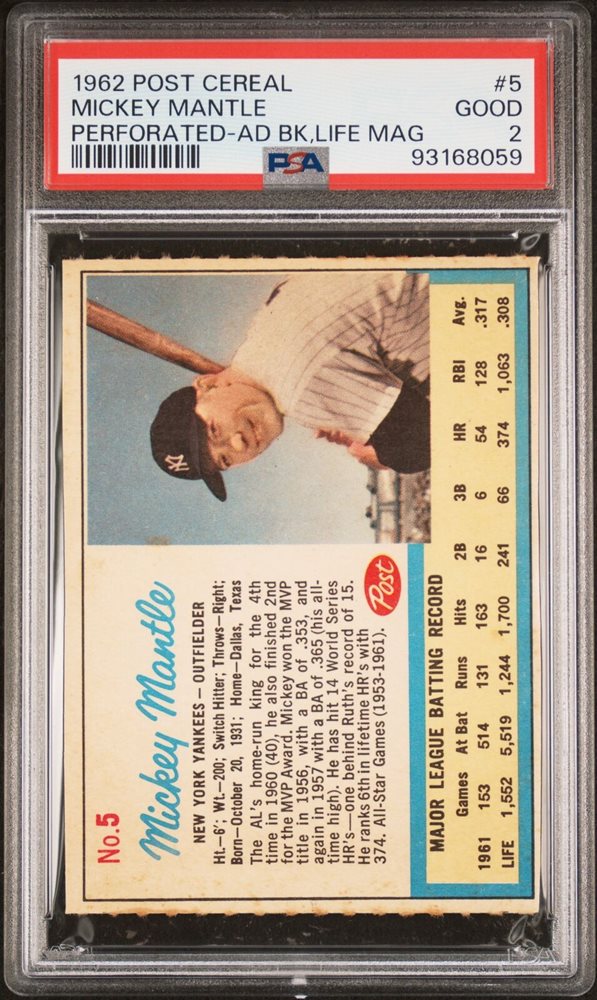 1962 POST CEREAL #5
MICKEY MANTLE GOOD
PERFORATED-AD BK,LIFE MAG 2
PSA 93168059
No.5
Mickey Mantle
NEW YORK YANKEES – OUTFIELDER
Ht.—6'; Wt.—200; Switch Hitter; Throws—Right;
Born—October 20, 1931; Home—Dallas, Texas
The AL's home-run king for the 4th
time in 1960 (40), he also finished 2nd
for the MVP Award. Mickey won the MVP
title in 1956, with a BA of .353, and
again in 1957 with a BA of .365 (his all-
time high). He has hit 14 World Series
HR's—one behind Ruth's record of 15.
He ranks 6th in lifetime HR's with
374. All-Star Games (1953-1961).
Post
MAJOR LEAGUE BATTING RECORD
Games At Bat Runs Hits 2B 3B HR RBI Avg.
1961 153 514 131 163 16 6 54 128 .317
LIFE 1,552 5,519 1,244 1,700 241 66 374 1,063 .308